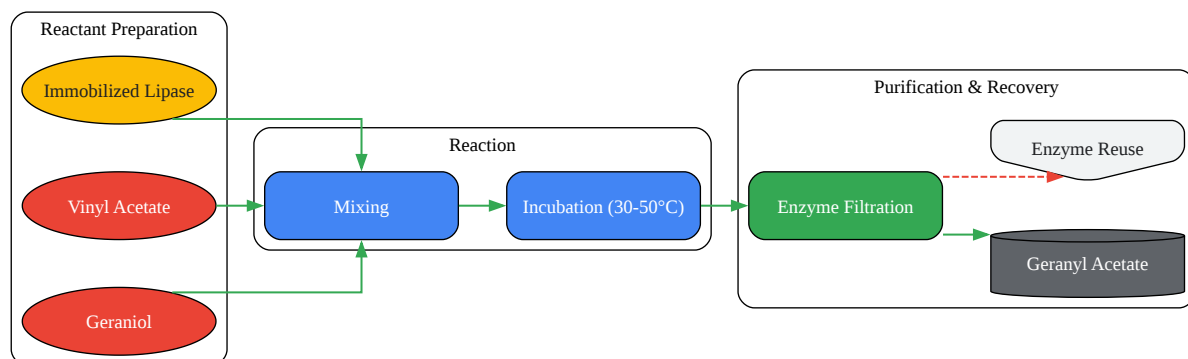 Reactant Preparation
Immobilized Lipase
Vinyl Acetate
Geraniol
Reaction
Mixing
Incubation (30-50°C)
Purification & Recovery
Enzyme Filtration
Enzyme Reuse
Geranyl Acetate